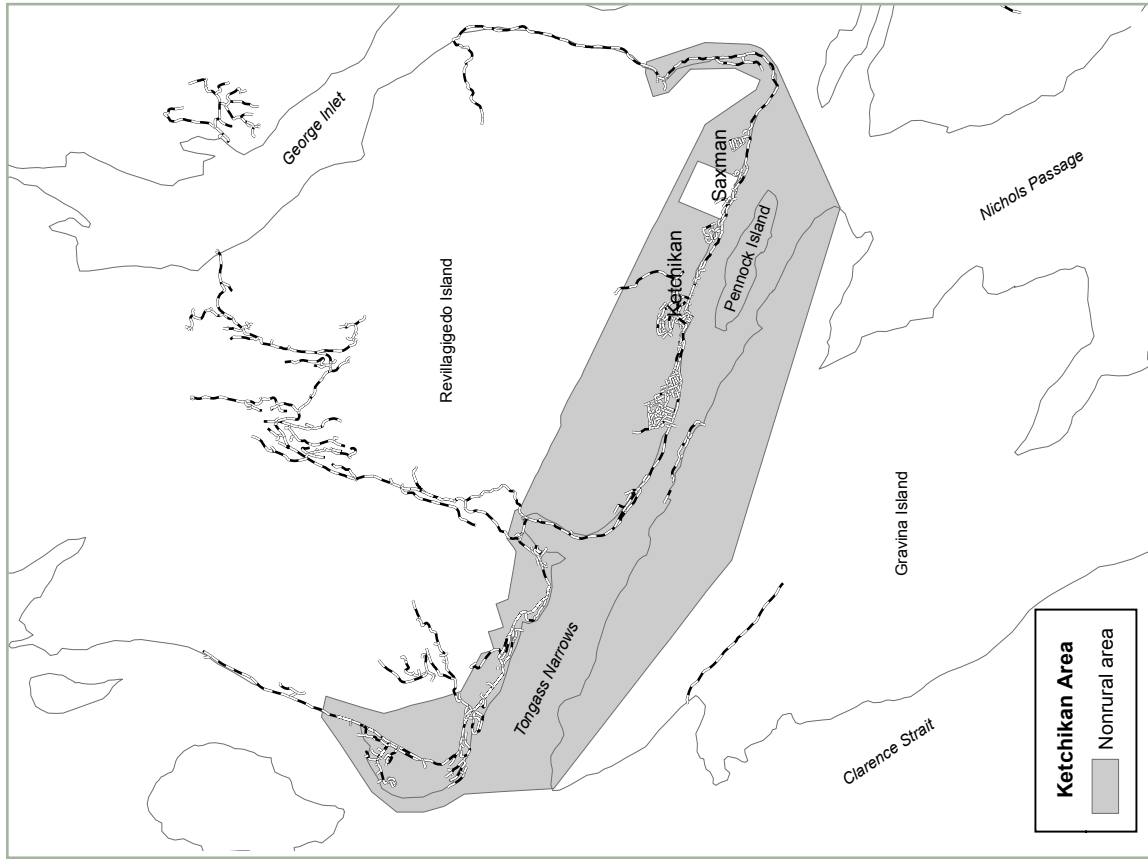 George Inlet
Revillagigedo Island
Saxman
Ketchikan
Pennock Island
Nichols Passage
Tongass Narrows
Gravina Island
Clarence Strait
Ketchikan Area
Nonrural area